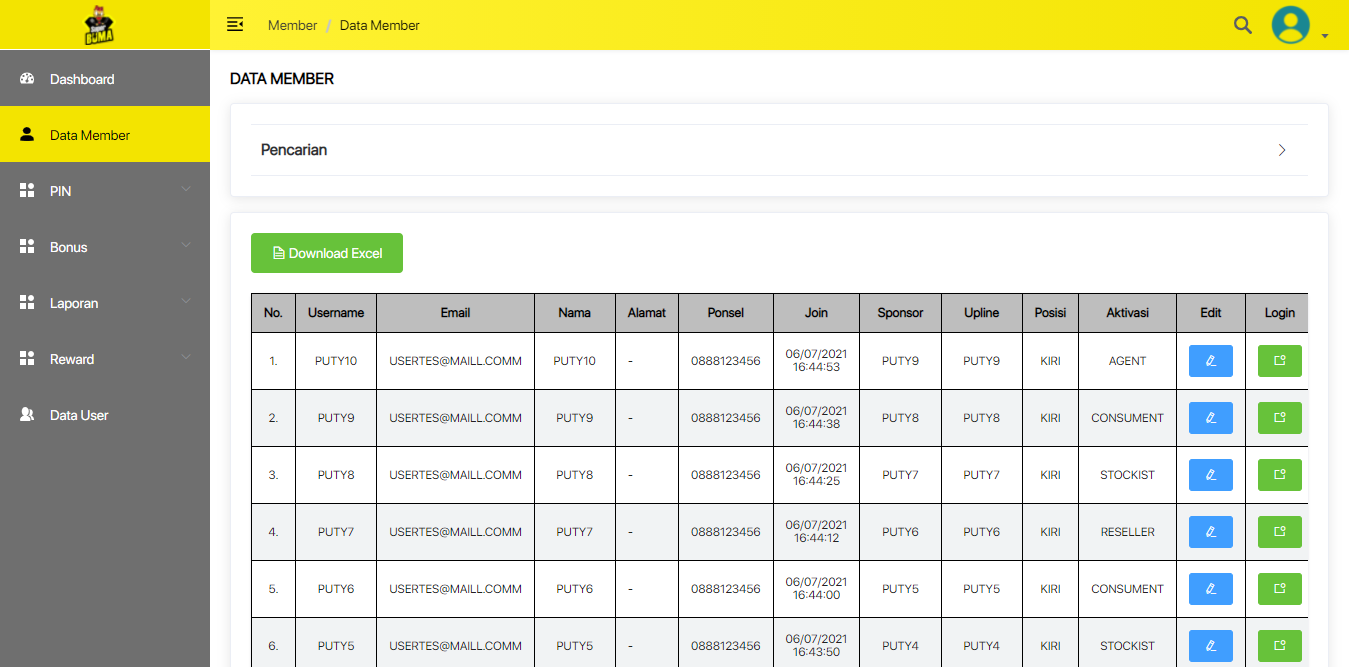 BUMA
Member / Data Member
Dashboard
Data Member
PIN
Bonus
Laporan
Reward
Data User
DATA MEMBER
Pencarian
Download Excel
No. Username Email Nama Alamat Ponsel Join Sponsor Upline Posisi Aktivasi Edit Login
1. PUTY10 USERTES@MAILL.COMM PUTY10 - 0888123456 06/07/2021 16:44:53 PUTY9 PUTY9 KIRI AGENT
2. PUTY9 USERTES@MAILL.COMM PUTY9 - 0888123456 06/07/2021 16:44:38 PUTY8 PUTY8 KIRI CONSUMENT
3. PUTY8 USERTES@MAILL.COMM PUTY8 - 0888123456 06/07/2021 16:44:25 PUTY7 PUTY7 KIRI STOCKIST
4. PUTY7 USERTES@MAILL.COMM PUTY7 - 0888123456 06/07/2021 16:44:12 PUTY6 PUTY6 KIRI RESELLER
5. PUTY6 USERTES@MAILL.COMM PUTY6 - 0888123456 06/07/2021 16:44:00 PUTY5 PUTY5 KIRI CONSUMENT
6. PUTY5 USERTES@MAILL.COMM PUTY5 - 0888123456 06/07/2021 16:43:50 PUTY4 PUTY4 KIRI STOCKIST